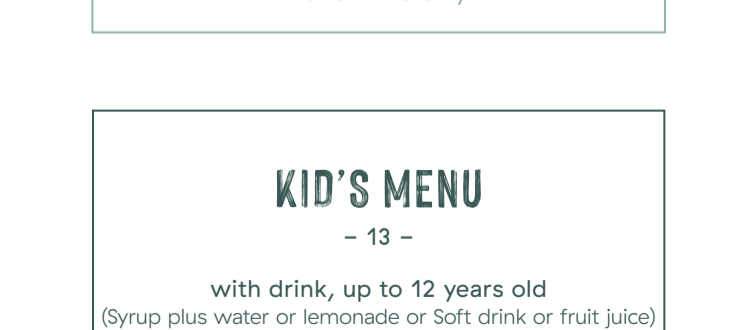 KID'S MENU
– 13 –
with drink, up to 12 years old
(Syrup plus water or lemonade or Soft drink or fruit juice)